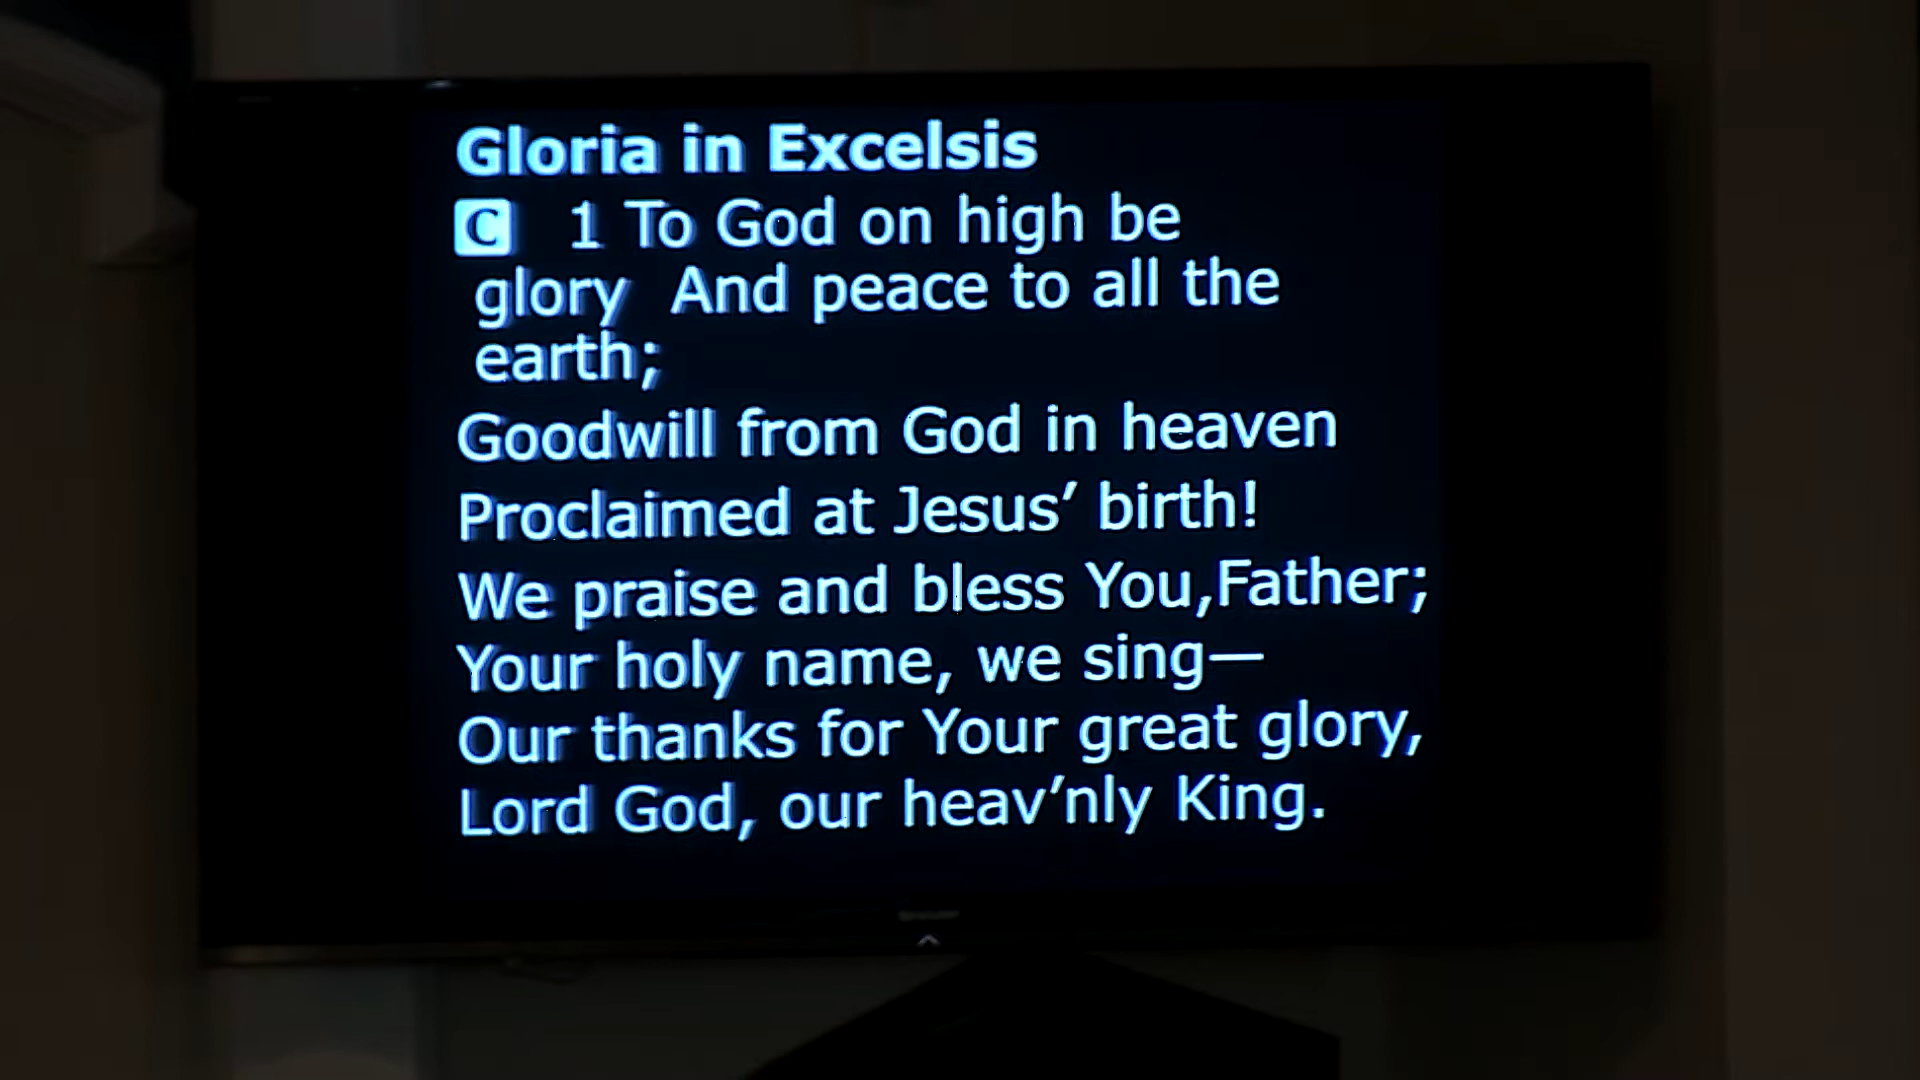 Gloria in Excelsis
C 1 To God on high be
glory And peace to all the
earth;
Goodwill from God in heaven
Proclaimed at Jesus’ birth!
We praise and bless You,Father;
Your holy name, we sing—
Our thanks for Your great glory,
Lord God, our heav’nly King.